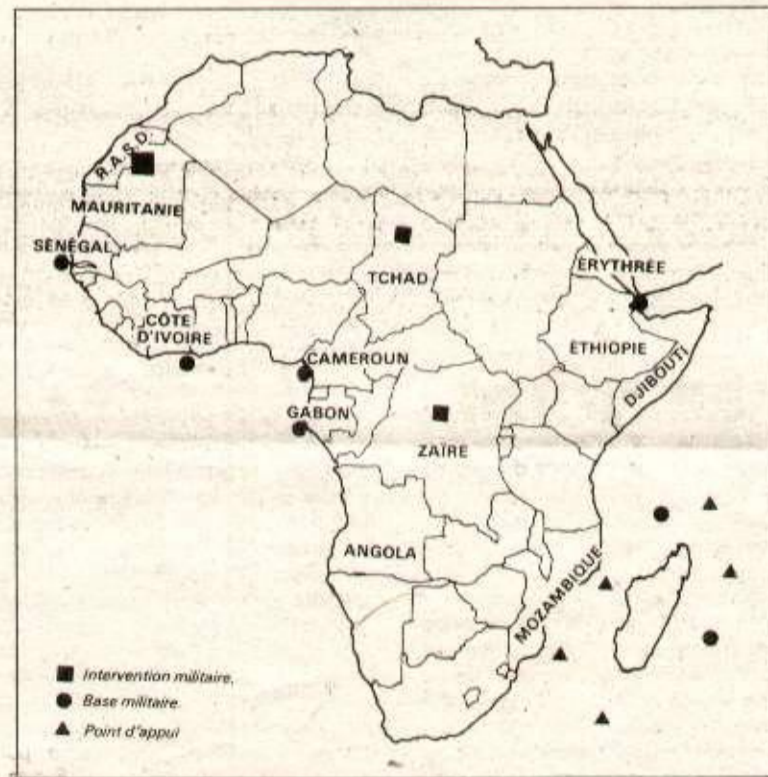 R.A.S.D.
MAURITANIE
SÉNÉGAL
TCHAD
ÉRYTHRÉE
CÔTE
D'IVOIRE
CAMEROUN
ÉTHIOPIE
DJIBOUTI
GABON
ZAÏRE
ANGOLA
MOZAMBIQUE
Intervention militaire,
Base militaire.
Point d'appui